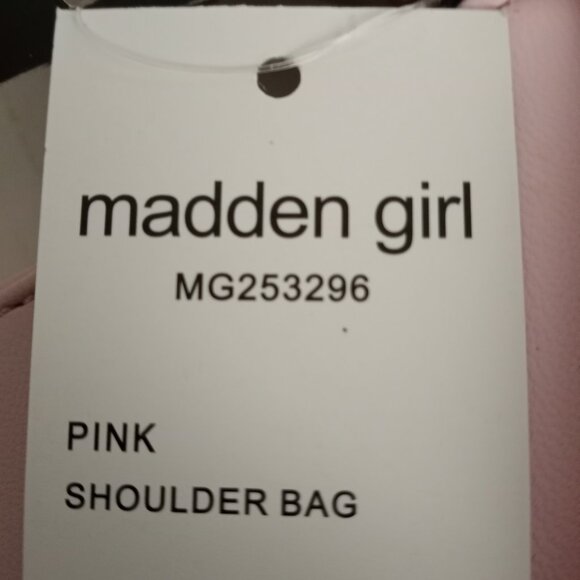 madden girl
MG253296
PINK
SHOULDER BAG